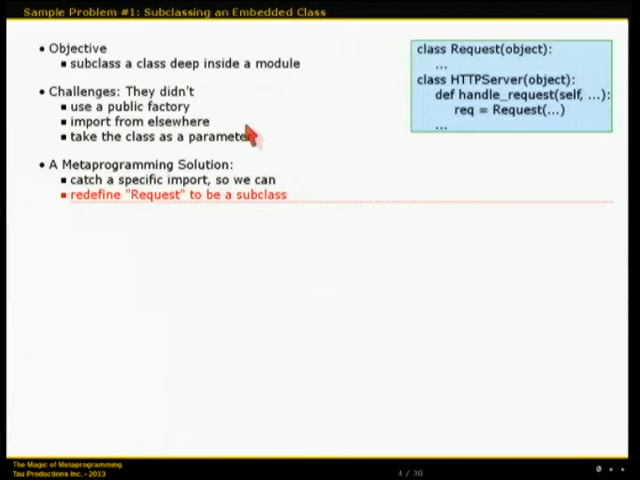 Sample Problem #1: Subclassing an Embedded Class
• Objective
▪ subclass a class deep inside a module
• Challenges: They didn't
▪ use a public factory
▪ import from elsewhere
▪ take the class as a parameter
• A Metaprogramming Solution:
▪ catch a specific import, so we can
▪ redefine "Request" to be a subclass
class Request(object):
...
class HTTPServer(object):
def handle_request(self, ...):
req = Request(...)
...
The Magic of Metaprogramming
Tau Productions Inc. - 2013
4 / 30